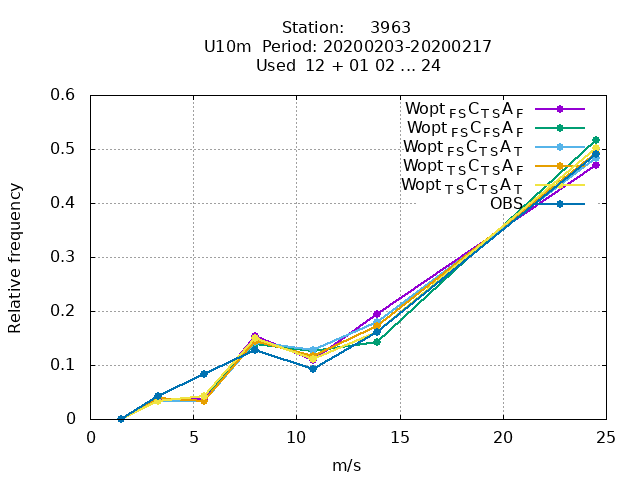 Station: 3963
U10m Period: 20200203-20200217
Used 12 + 01 02 ... 24
0.6
0.5
0.4
0.3
0.2
0.1
0
Relative frequency
Wopt FS C TS A F
Wopt FS C FS A F
Wopt FS C TS A T
Wopt TS C TS A F
Wopt TS C TS A T
OBS
0 5 10 15 20 25
m/s